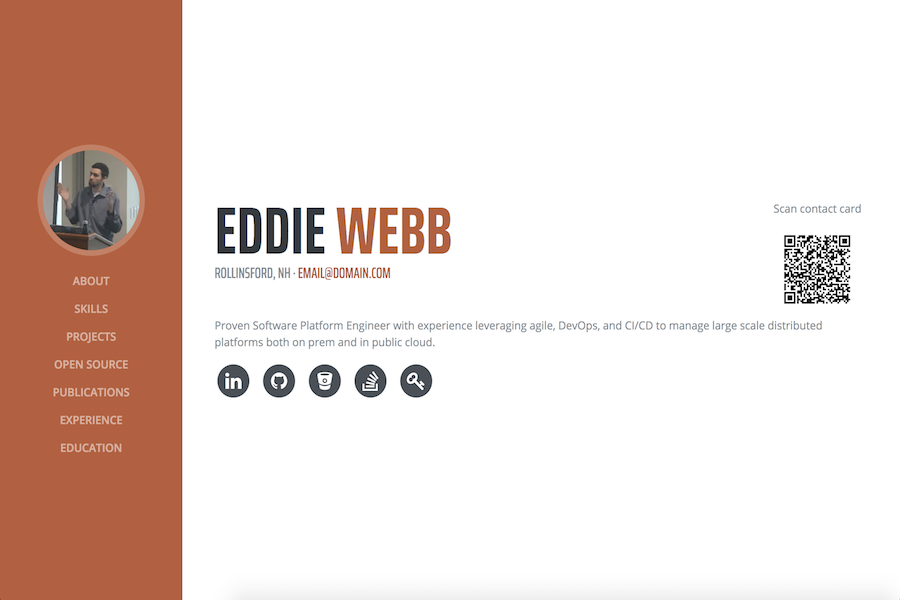 ABOUT
SKILLS
PROJECTS
OPEN SOURCE
PUBLICATIONS
EXPERIENCE
EDUCATION
EDDIE WEBB
ROLLINSFORD, NH · EMAIL@DOMAIN.COM
Proven Software Platform Engineer with experience leveraging agile, DevOps, and CI/CD to manage large scale distributed
platforms both on prem and in public cloud.
in
Scan contact card